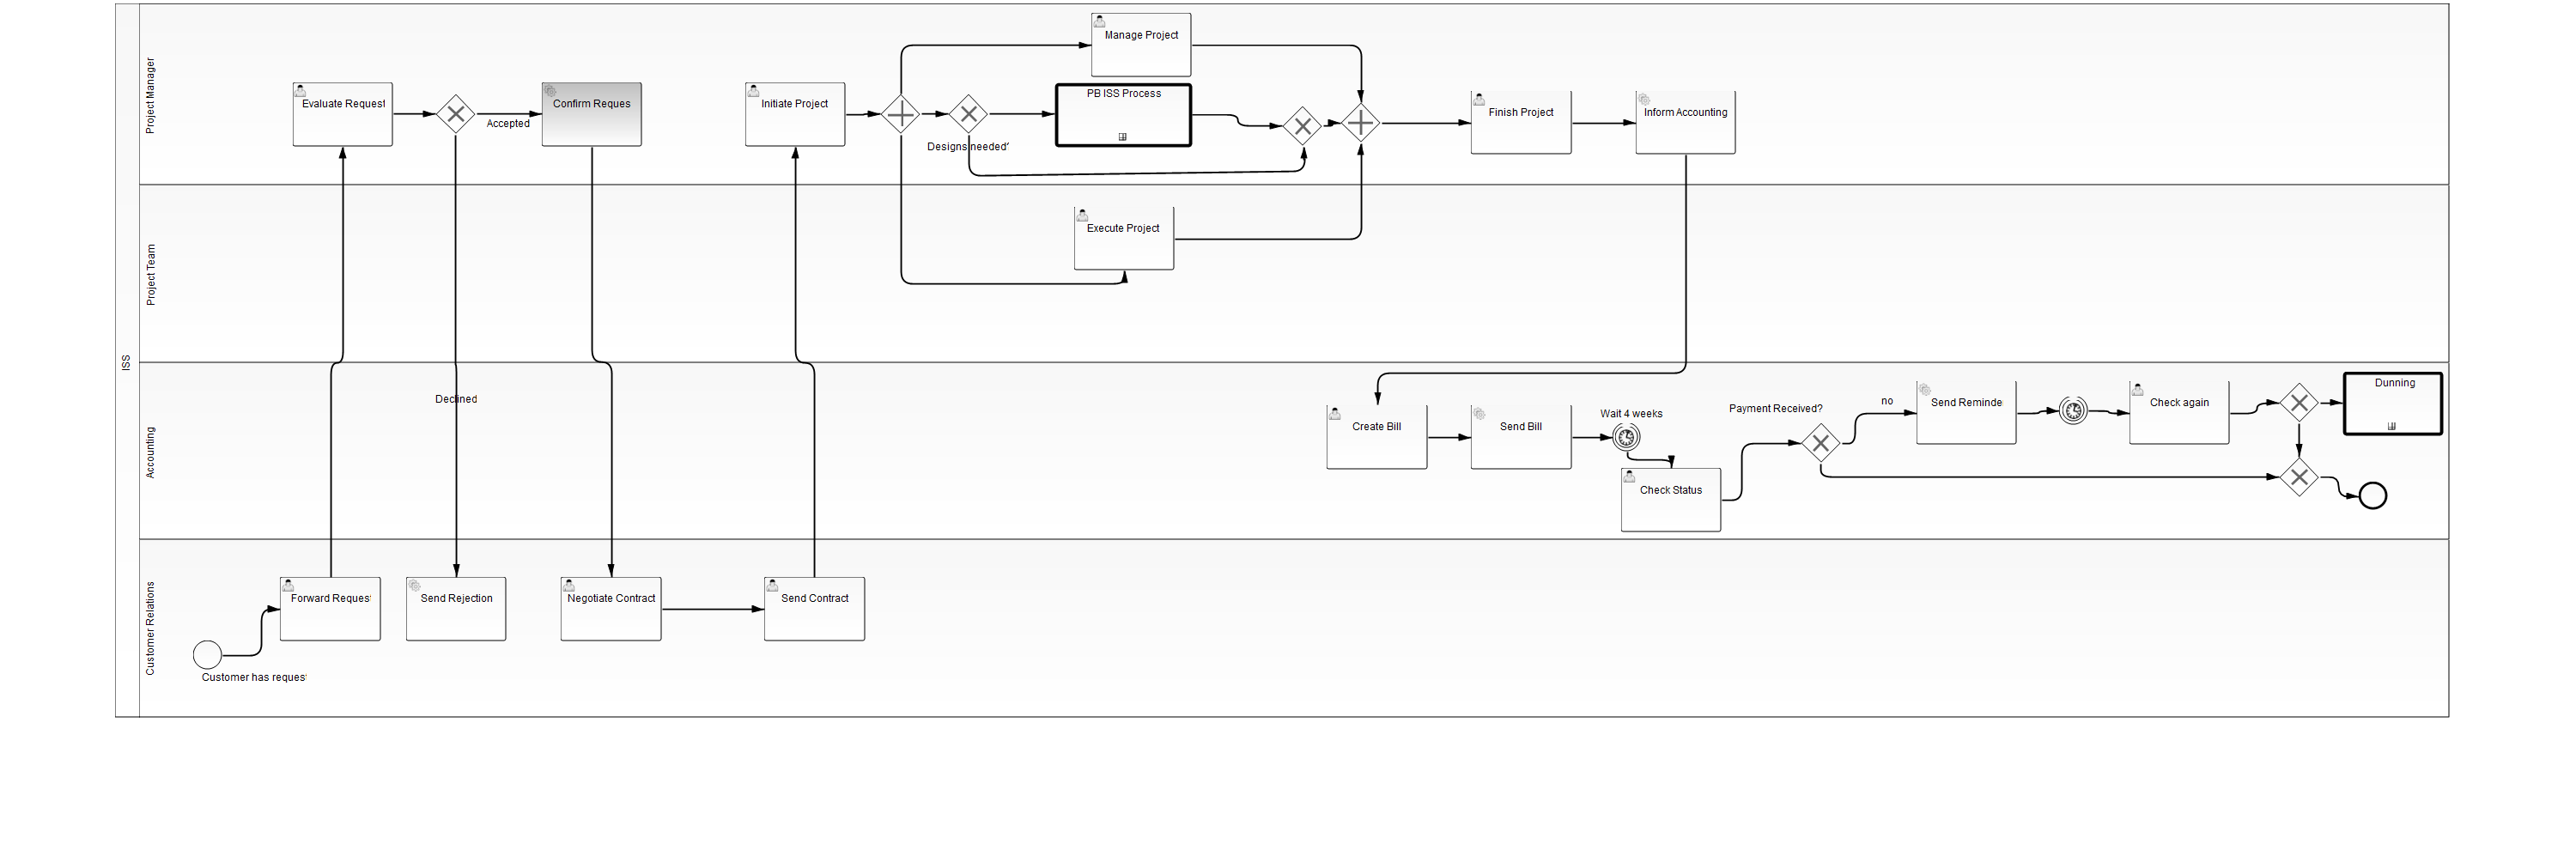 ISS
Project Manager
Evaluate Request
Accepted
Confirm Reques
Initiate Project
Designs needed?
Manage Project
PB ISS Process
Finish Project
Inform Accounting
Project Team
Execute Project
Accounting
Declined
Create Bill
Send Bill
Wait 4 weeks
Check Status
Payment Received?
no
Send Reminde
Check again
Dunning
Customer Relations
Customer has reques
Forward Reques
Send Rejection
Negotiate Contract
Send Contract